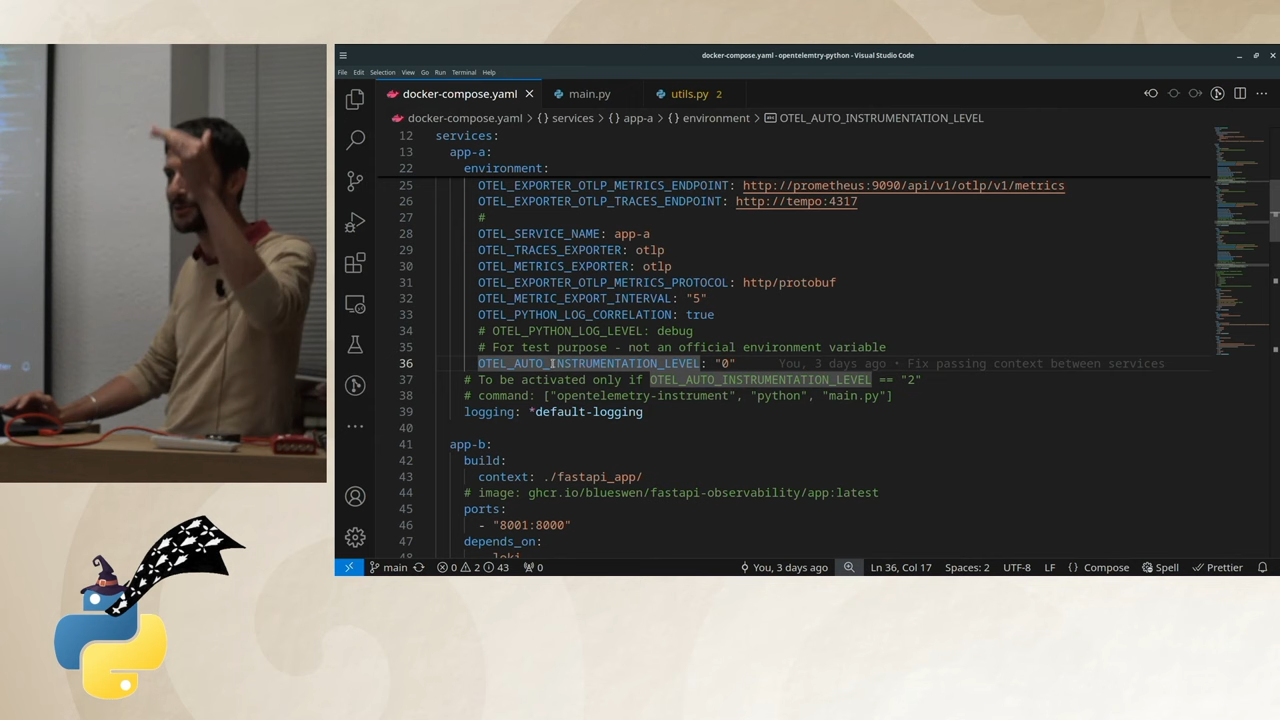 docker-compose.yaml - opentelemtry-python - Visual Studio Code
File Edit Selection View Go Run Terminal Help
docker-compose.yaml main.py utils.py 2
docker-compose.yaml {} services {} app-a {} environment OTEL_AUTO_INSTRUMENTATION_LEVEL
12 services:
13 app-a:
22 environment:
25 OTEL_EXPORTER_OTLP_METRICS_ENDPOINT: http://prometheus:9090/api/v1/otlp/v1/metrics
26 OTEL_EXPORTER_OTLP_TRACES_ENDPOINT: http://tempo:4317
27 #
28 OTEL_SERVICE_NAME: app-a
29 OTEL_TRACES_EXPORTER: otlp
30 OTEL_METRICS_EXPORTER: otlp
31 OTEL_EXPORTER_OTLP_METRICS_PROTOCOL: http/protobuf
32 OTEL_METRIC_EXPORT_INTERVAL: "5"
33 OTEL_PYTHON_LOG_CORRELATION: true
34 # OTEL_PYTHON_LOG_LEVEL: debug
35 # For test purpose - not an official environment variable
36 OTEL_AUTO_INSTRUMENTATION_LEVEL: "0" You, 3 days ago • Fix passing context between services
37 # To be activated only if OTEL_AUTO_INSTRUMENTATION_LEVEL == "2"
38 # command: ["opentelemetry-instrument", "python", "main.py"]
39 logging: *default-logging
40
41 app-b:
42 build:
43 context: ./fastapi_app/
44 # image: ghcr.io/blueswen/fastapi-observability/app:latest
45 ports:
46 - "8001:8000"
47 depends_on:
48 - loki
main 0 2 43 0 You, 3 days ago Ln 36, Col 17 Spaces: 2 UTF-8 LF {} Compose Spell Prettier